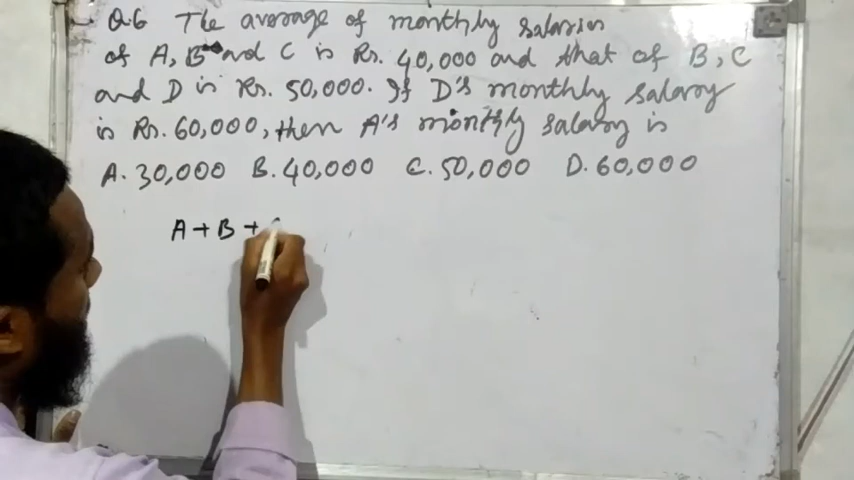 Q.6 The average of monthly salaries
of A, B and C is Rs. 40,000 and that of B, C
and D is Rs. 50,000. If D's monthly salary
is Rs. 60,000, then A's monthly salary is
A. 30,000 B. 40,000 C. 50,000 D. 60,000
A + B +